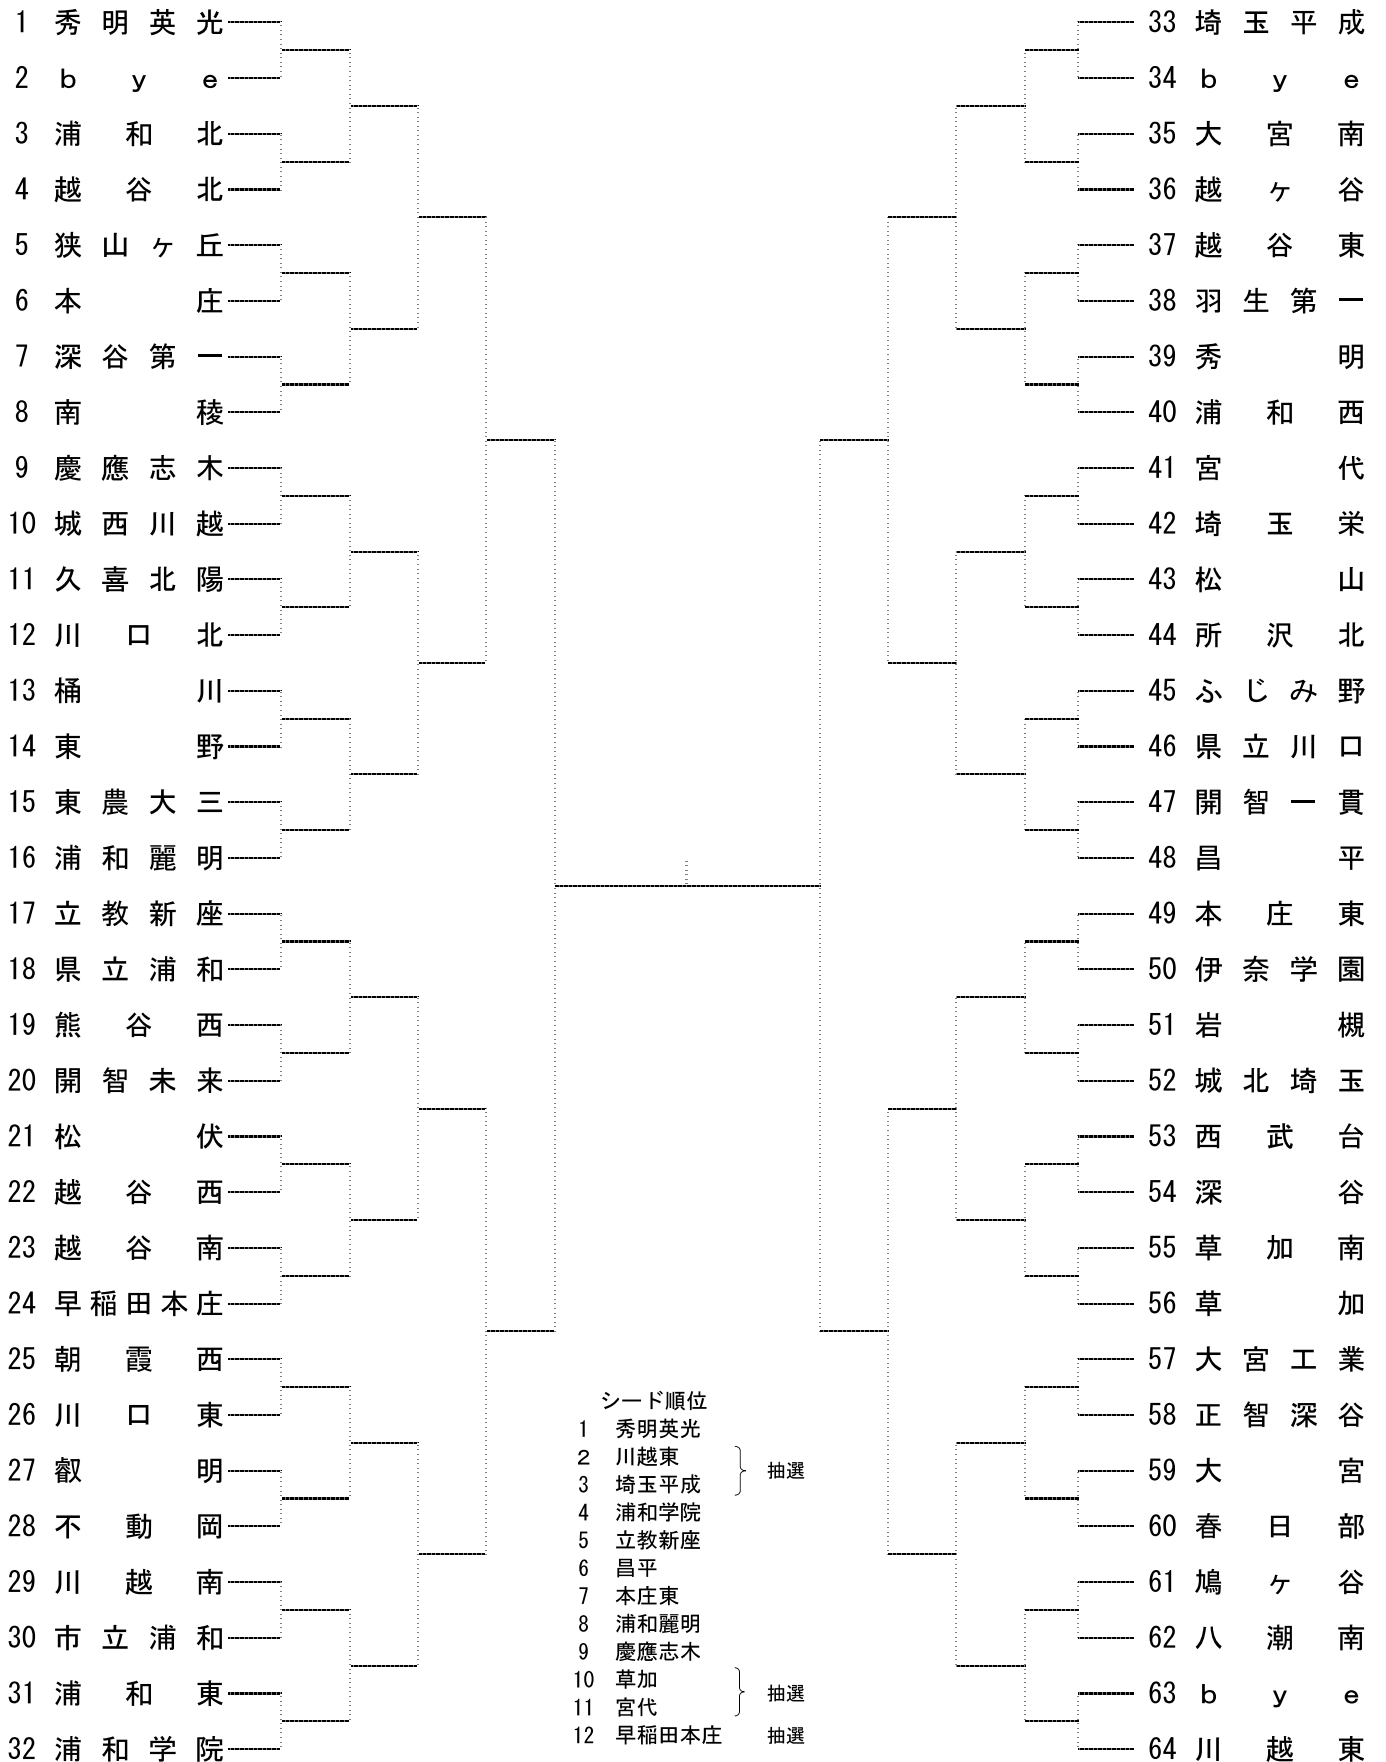 1 秀明英光
2 bye
3 浦和北
4 越谷北
5 狭山ヶ丘
6 本庄
7 深谷第一
8 南稜
9 慶應志木
10 城西川越
11 久喜北陽
12 川口北
13 桶川
14 東野
15 東農大三
16 浦和麗明
17 立教新座
18 県立浦和
19 熊谷西
20 開智未来
21 松伏
22 越谷西
23 越谷南
24 早稲田本庄
25 朝霞西
26 川口東
27 叡明
28 不動岡
29 川越南
30 市立浦和
31 浦和東
32 浦和学院
33 埼玉平成
34 bye
35 大宮南
36 越ヶ谷
37 越谷東
38 羽生第一
39 秀明
40 浦和西
41 宮代
42 埼玉栄
43 松山
44 所沢北
45 ふじみ野
46 県立川口
47 開智一貫
48 昌平
49 本庄東
50 伊奈学園
51 岩槻
52 城北埼玉
53 西武台
54 深谷
55 草加南
56 草加
57 大宮工業
58 正智深谷
59 大宮
60 春日部
61 鳩ヶ谷
62 八潮南
63 bye
64 川越東
シード順位
1 秀明英光
2 川越東
3 埼玉平成
抽選
4 浦和学院
5 立教新座
6 昌平
7 本庄東
8 浦和麗明
9 慶應志木
10 草加
11 宮代
抽選
12 早稲田本庄 抽選